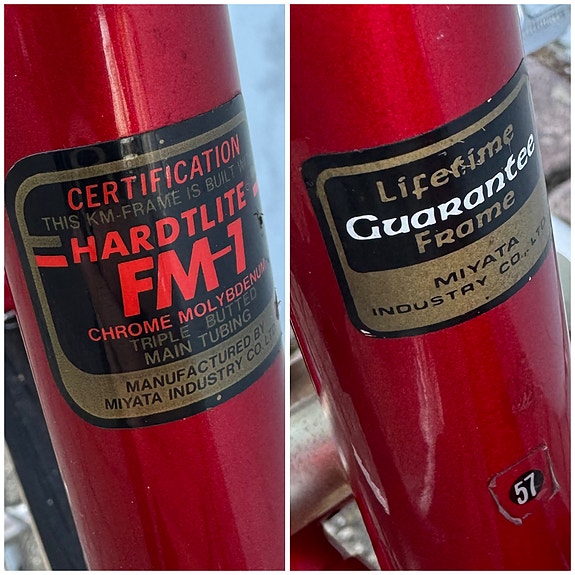 CERTIFICATION
THIS KM-FRAME IS BUILT
HARDTLITE
FM-1
CHROME MOLYBDENUM
TRIPLE BUTTED
MAIN TUBING
MANUFACTURED BY
MIYATA INDUSTRY CO., LTD
Lifetime
Guarantee
Frame
MIYATA
INDUSTRY CO., LTD
57